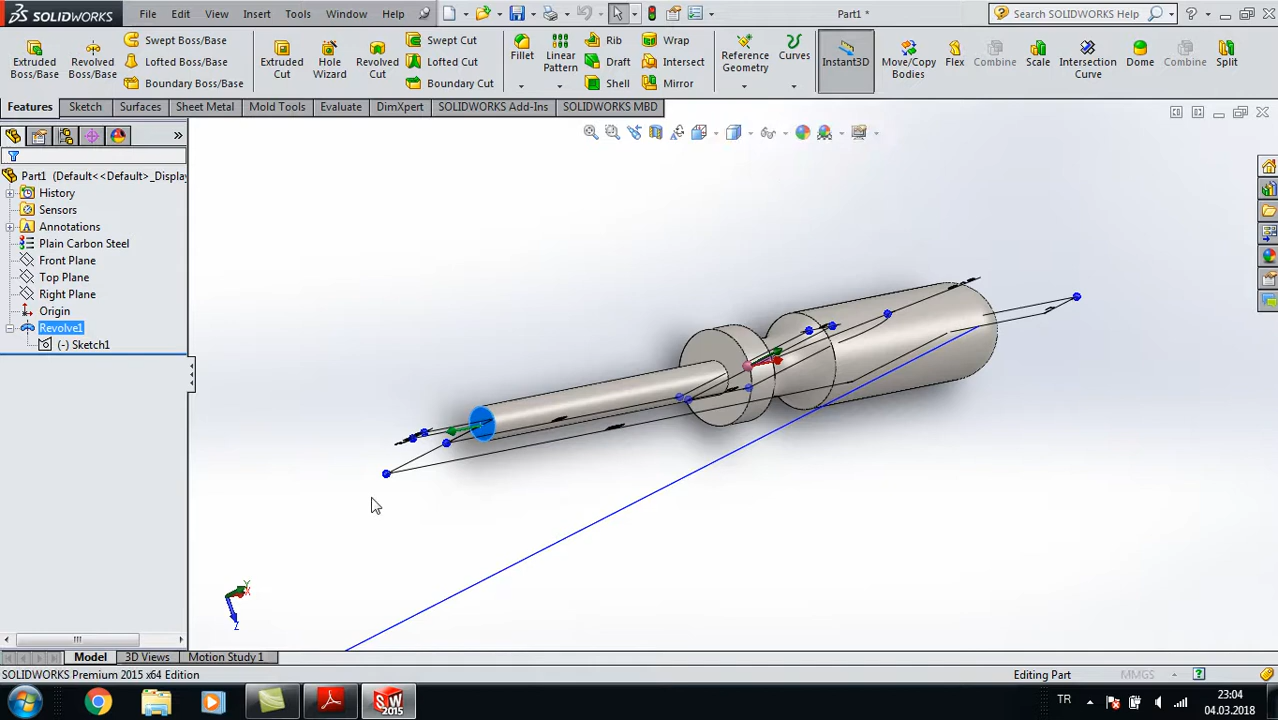 SOLIDWORKS File Edit View Insert Tools Window Help Part1 * Search SOLIDWORKS Help
Extruded Boss/Base
Revolved Boss/Base
Swept Boss/Base
Lofted Boss/Base
Boundary Boss/Base
Extruded Cut
Hole Wizard
Revolved Cut
Swept Cut
Lofted Cut
Boundary Cut
Fillet
Linear Pattern
Rib
Draft
Shell
Wrap
Intersect
Mirror
Reference Geometry
Curves
Instant3D
Move/Copy Bodies
Flex
Combine
Scale
Intersection Curve
Dome
Combine
Split
Features Sketch Surfaces Sheet Metal Mold Tools Evaluate DimXpert SOLIDWORKS Add-Ins SOLIDWORKS MBD
Part1 (Default<<Default>_Display
History
Sensors
Annotations
Plain Carbon Steel
Front Plane
Top Plane
Right Plane
Origin
Revolve1
(-) Sketch1
Y
X
Z
Model 3D Views Motion Study 1
SOLIDWORKS Premium 2015 x64 Edition Editing Part MMGS
SW 2015
TR
23:04
04.03.2018